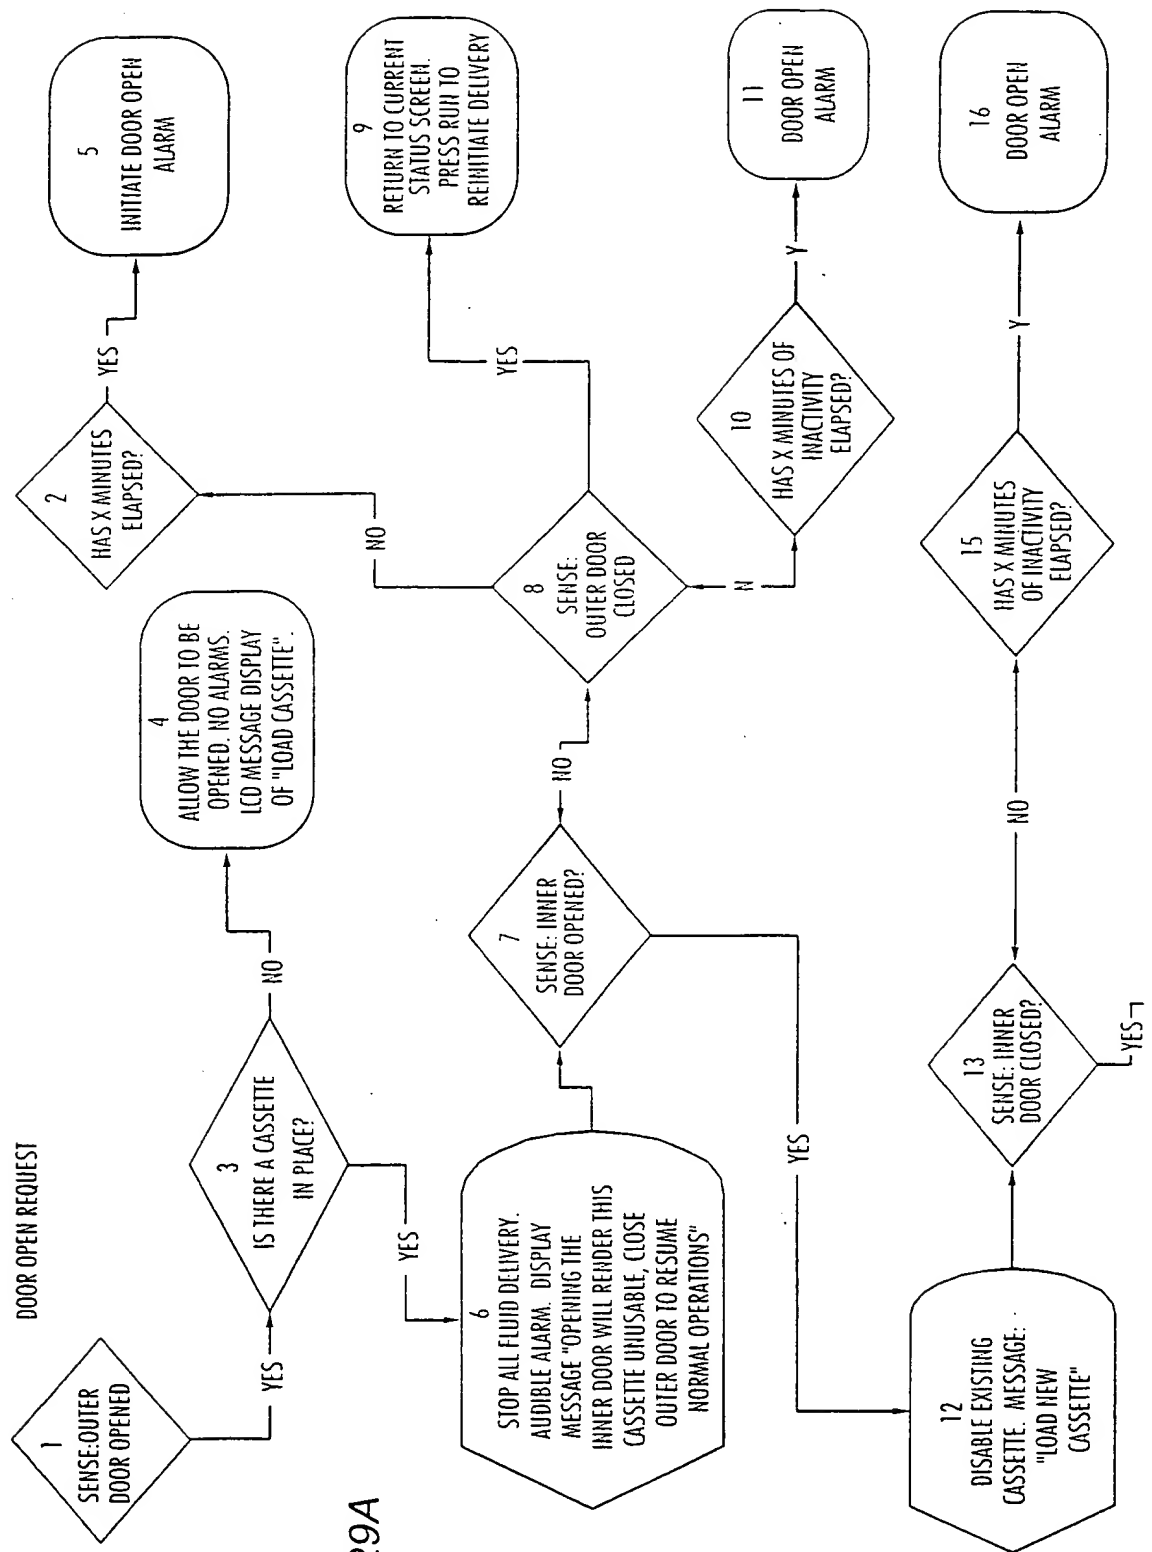 DOOR OPEN REQUEST
1
SENSE:OUTER
DOOR OPENED
YES
3
IS THERE A CASSETTE
IN PLACE?
NO
4
ALLOW THE DOOR TO BE
OPENED. NO ALARMS.
LCD MESSAGE DISPLAY
OF "LOAD CASSETTE".
2
HAS X MINUTES
ELAPSED?
YES
5
INITIATE DOOR OPEN
ALARM
YES
6
STOP ALL FLUID DELIVERY.
AUDIBLE ALARM. DISPLAY
MESSAGE "OPENING THE
INNER DOOR WILL RENDER THIS
CASSETTE UNUSABLE, CLOSE
OUTER DOOR TO RESUME
NORMAL OPERATIONS"
7
SENSE: INNER
DOOR OPENED?
NO
8
SENSE:
OUTER DOOR
CLOSED
NO
YES
9
RETURN TO CURRENT
STATUS SCREEN.
PRESS RUN TO
REINITIATE DELIVERY
N
10
HAS X MINUTES OF
INACTIVITY
ELAPSED?
Y
11
DOOR OPEN
ALARM
YES
12
DISABLE EXISTING
CASSETTE. MESSAGE:
"LOAD NEW
CASSETTE"
13
SENSE: INNER
DOOR CLOSED?
YES
NO
15
HAS X MINUTES
OF INACTIVITY
ELAPSED?
Y
16
DOOR OPEN
ALARM
29A